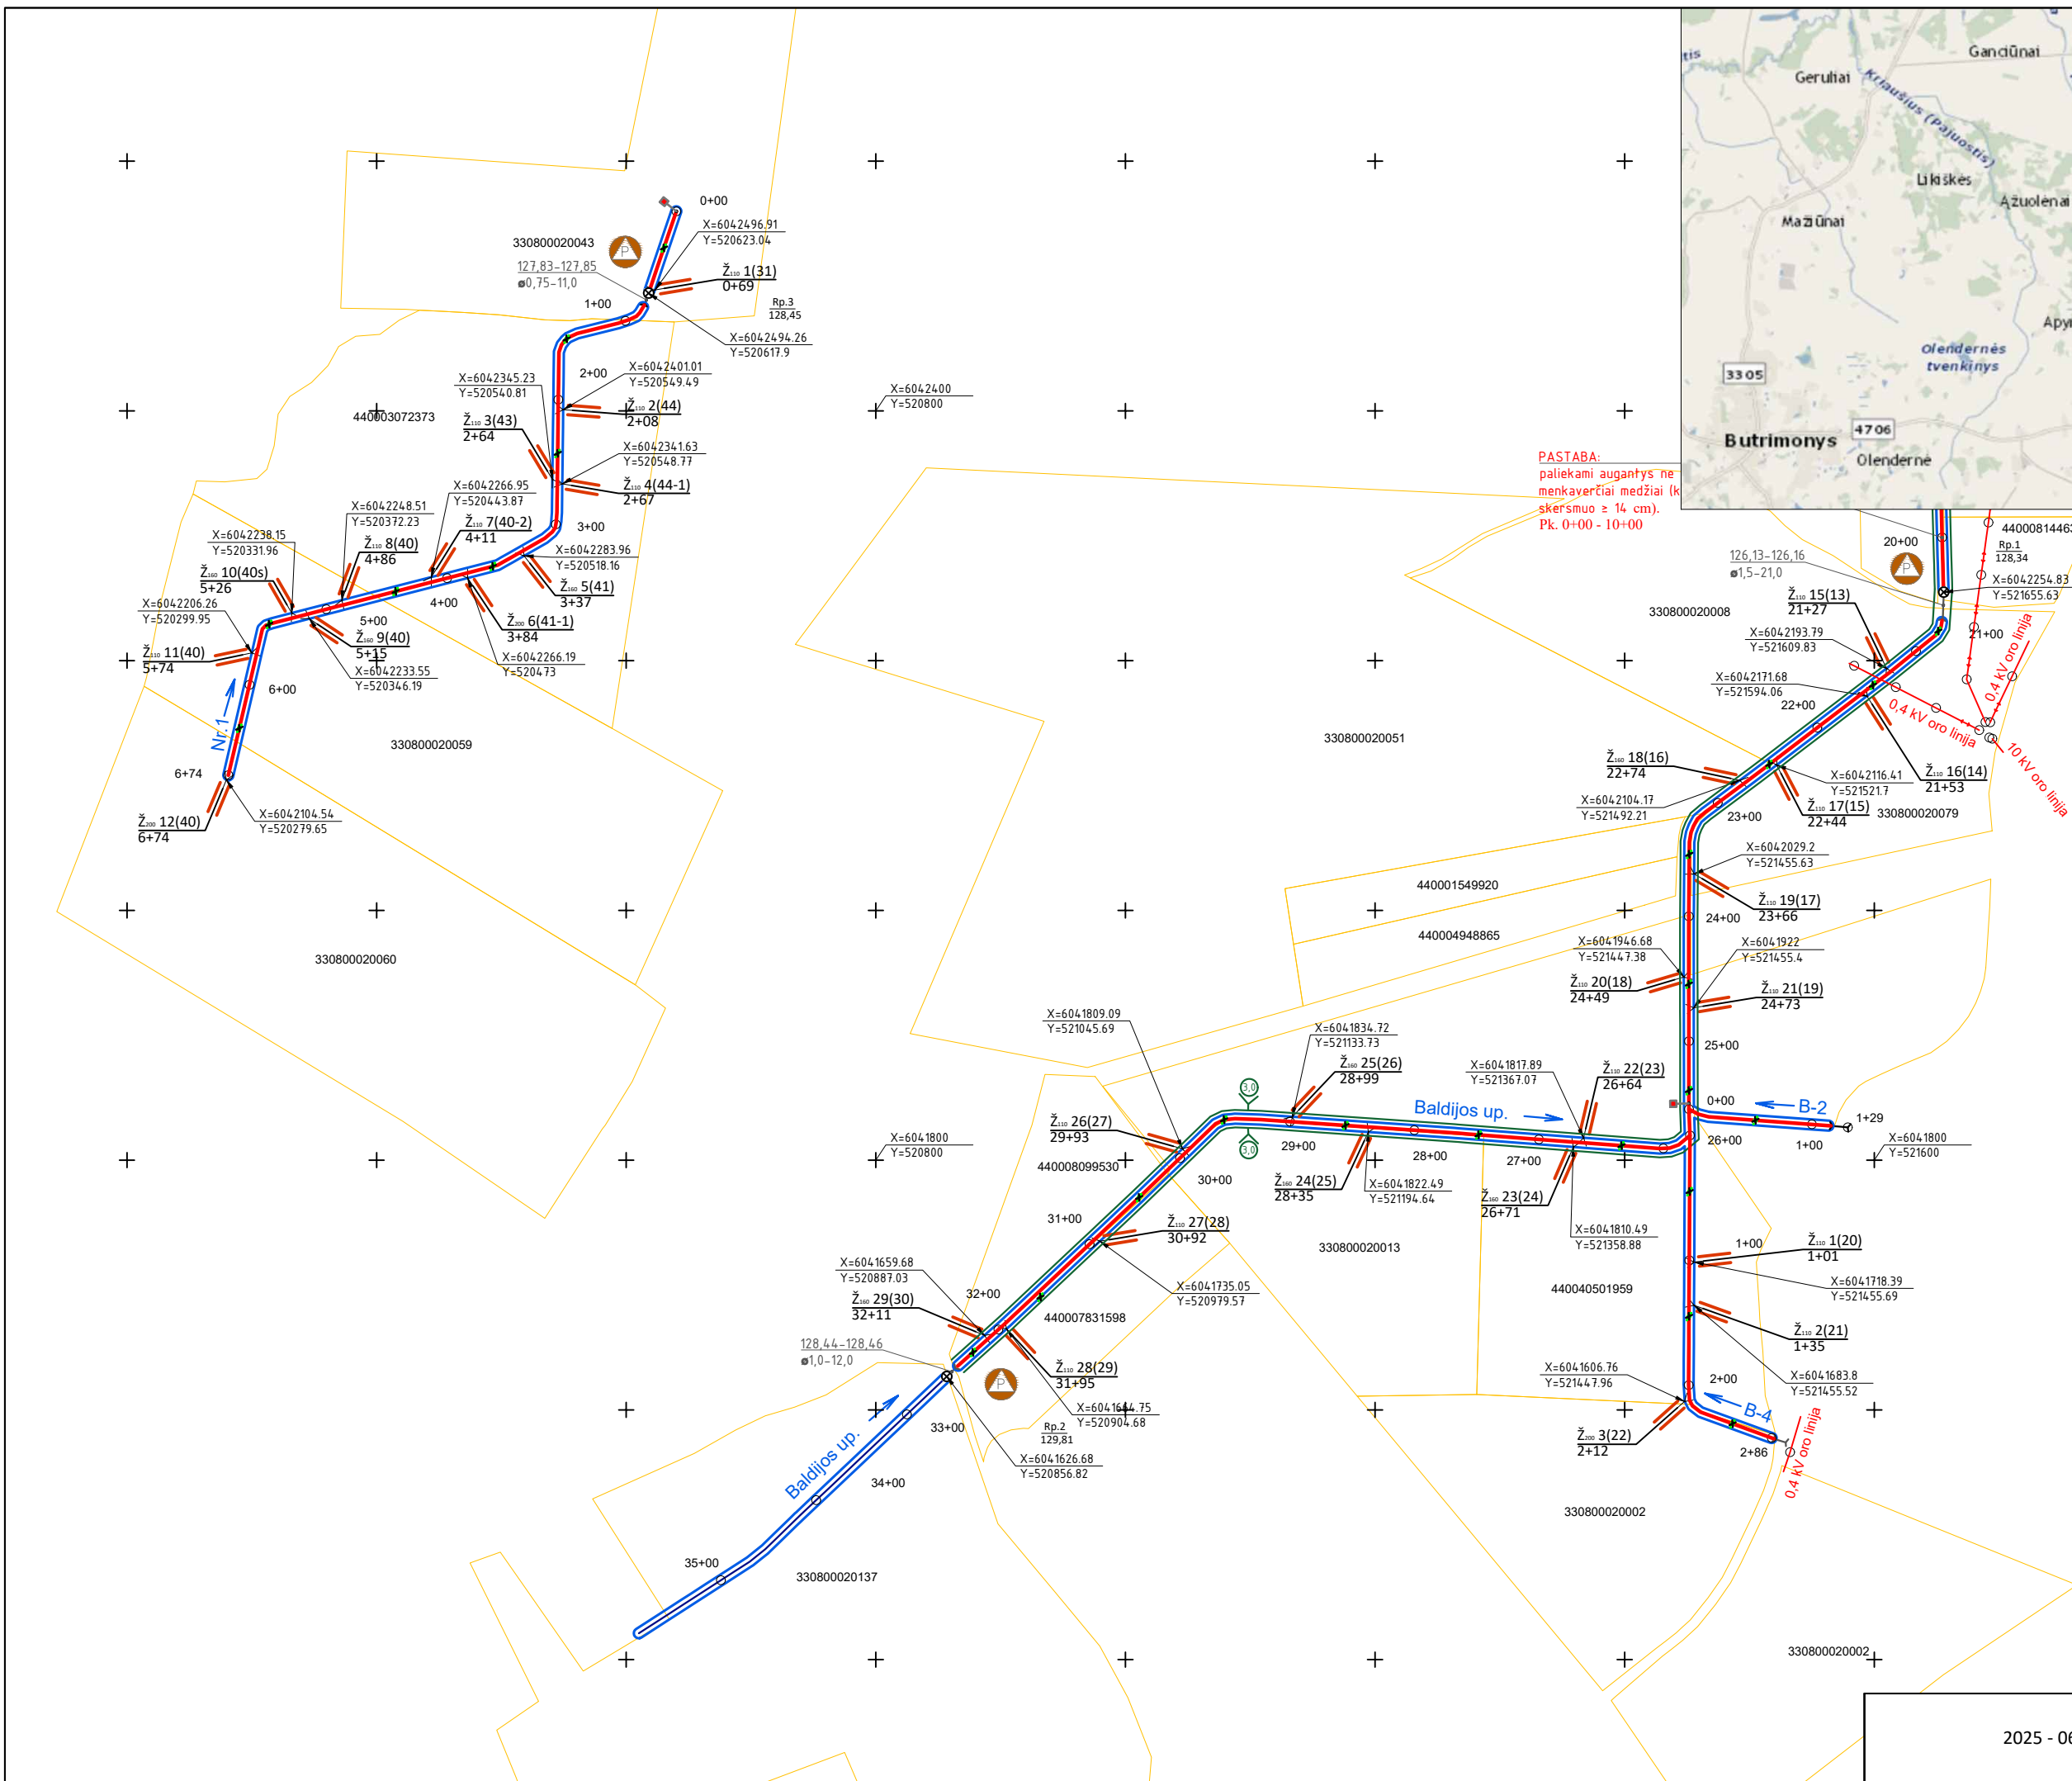 Ganciūnai
Geruliai
Kriaušius (Pajuostis)
Likiškės
Ąžuolėnai
Mažiūnai
Olendernės
tvenkinys
3305
Butrimonys
4706
Olendernė
PASTABA:
paliekami augantys ne
menkaverčiai medžiai (k
skersmuo ≥ 14 cm).
Pk. 0+00 - 10+00
0+00
X=6042496.91
Y=520623.04
330800020043
127,83-127,85
ø0,75-11,0
Ž110 1(31)
0+69
1+00
Rp.3
128,45
X=6042494.26
Y=520617.9
2+00
X=6042401.01
Y=520549.49
X=6042345.23
Y=520540.81
Ž110 2(44)
2+08
440003072373
Ž110 3(43)
2+64
X=6042341.63
Y=520548.77
Ž110 4(44-1)
2+67
X=6042400
Y=520800
X=6042266.95
Y=520443.87
X=6042248.51
Y=520372.23
Ž110 7(40-2)
4+11
3+00
X=6042238.15
Y=520331.96
Ž110 8(40)
4+86
X=6042283.96
Y=520518.16
Ž160 10(40s)
5+26
Ž160 5(41)
3+37
X=6042206.26
Y=520299.95
4+00
5+00
Ž200 6(41-1)
3+84
Ž160 9(40)
5+15
Ž110 11(40)
5+74
X=6042266.19
Y=520473
X=6042233.55
Y=520346.19
6+00
Nr.1
330800020059
6+74
X=6042104.54
Y=520279.65
Ž200 12(40)
6+74
330800020060
20+00
Rp.1
128,34
126,13-126,16
ø1,5-21,0
X=6042254.83
Y=521655.63
Ž110 15(13)
21+27
330800020008
X=6042193.79
Y=521609.83
21+00
0,4 kV oro linija
X=6042171.68
Y=521594.06
22+00
0,4 kV oro linija
10 kV oro linija
330800020051
Ž160 18(16)
22+74
X=6042116.41
Y=521521.7
Ž110 16(14)
21+53
X=6042104.17
Y=521492.21
Ž110 17(15)
22+44
330800020079
23+00
X=6042029.2
Y=521455.63
440001549920
Ž110 19(17)
23+66
24+00
440004948865
X=6041946.68
Y=521447.38
X=6041922
Y=521455.4
Ž110 20(18)
24+49
Ž110 21(19)
24+73
25+00
X=6041809.09
Y=521045.69
X=6041834.72
Y=521133.73
Ž160 25(26)
28+99
X=6041817.89
Y=521367.07
Ž110 22(23)
26+64
3,0
0+00
Baldijos up.
B-2
1+29
Ž110 26(27)
29+93
26+00
1+00
X=6041800
Y=520800
X=6041800
Y=521600
3,0
29+00
28+00
27+00
440008099530
30+00
Ž160 24(25)
28+35
X=6041822.49
Y=521194.64
Ž160 23(24)
26+71
31+00
Ž110 27(28)
30+92
X=6041810.49
Y=521358.88
330800020013
1+00
Ž110 1(20)
1+01
X=6041659.68
Y=520887.03
X=6041735.05
Y=520979.57
440040501959
X=6041718.39
Y=521455.69
Ž160 29(30)
32+11
32+00
440007831598
Ž110 2(21)
1+35
128,44-128,46
ø1,0-12,0
Ž110 28(29)
31+95
X=6041606.76
Y=521447.96
X=6041683.8
Y=521455.52
2+00
Y=520904.68
Rp.2
129,81
33+00
B-4
Ž200 3(22)
2+12
2+86
0,4 kV oro linija
X=6041626.68
Y=520856.82
Baldijos up.
34+00
330800020002
35+00
330800020137
330800020002